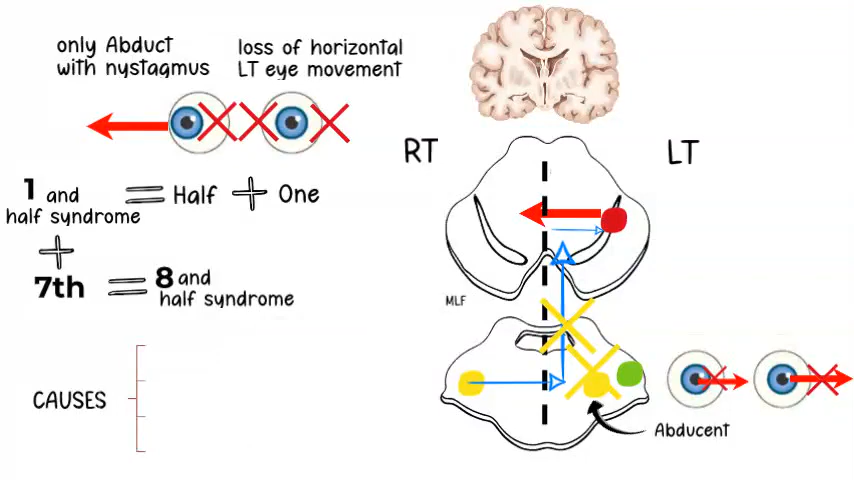 only Abduct
with nystagmus
loss of horizontal
LT eye movement
RT
LT
1 and
half syndrome
Half
One
7th
8 and
half syndrome
MLF
CAUSES
Abducent